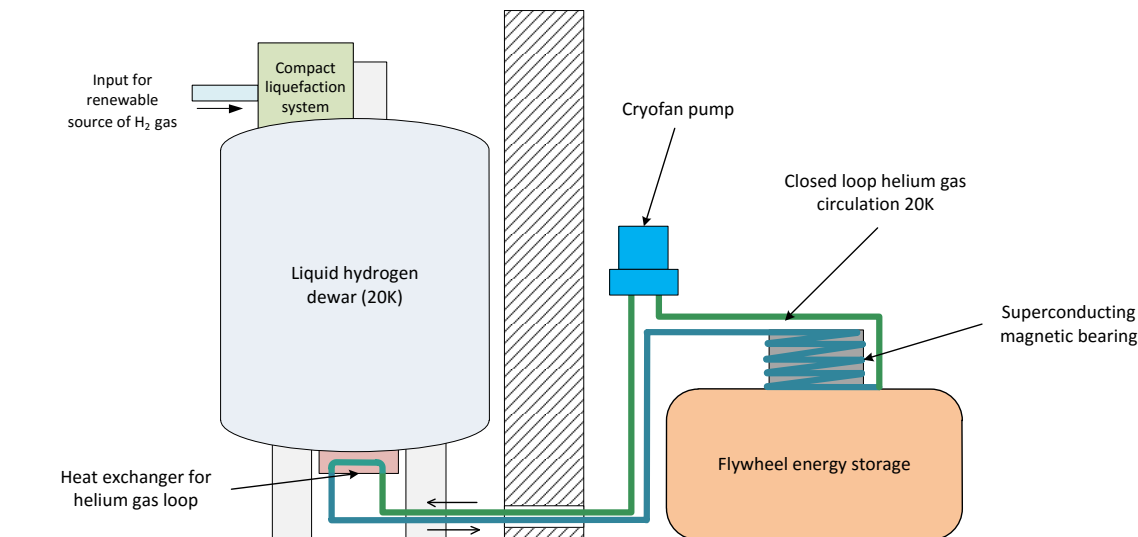 Compact
liquefaction
system
Input for
renewable
source of H₂ gas
Cryofan pump
Closed loop helium gas
circulation 20K
Liquid hydrogen
dewar (20K)
Superconducting
magnetic bearing
Heat exchanger for
helium gas loop
Flywheel energy storage